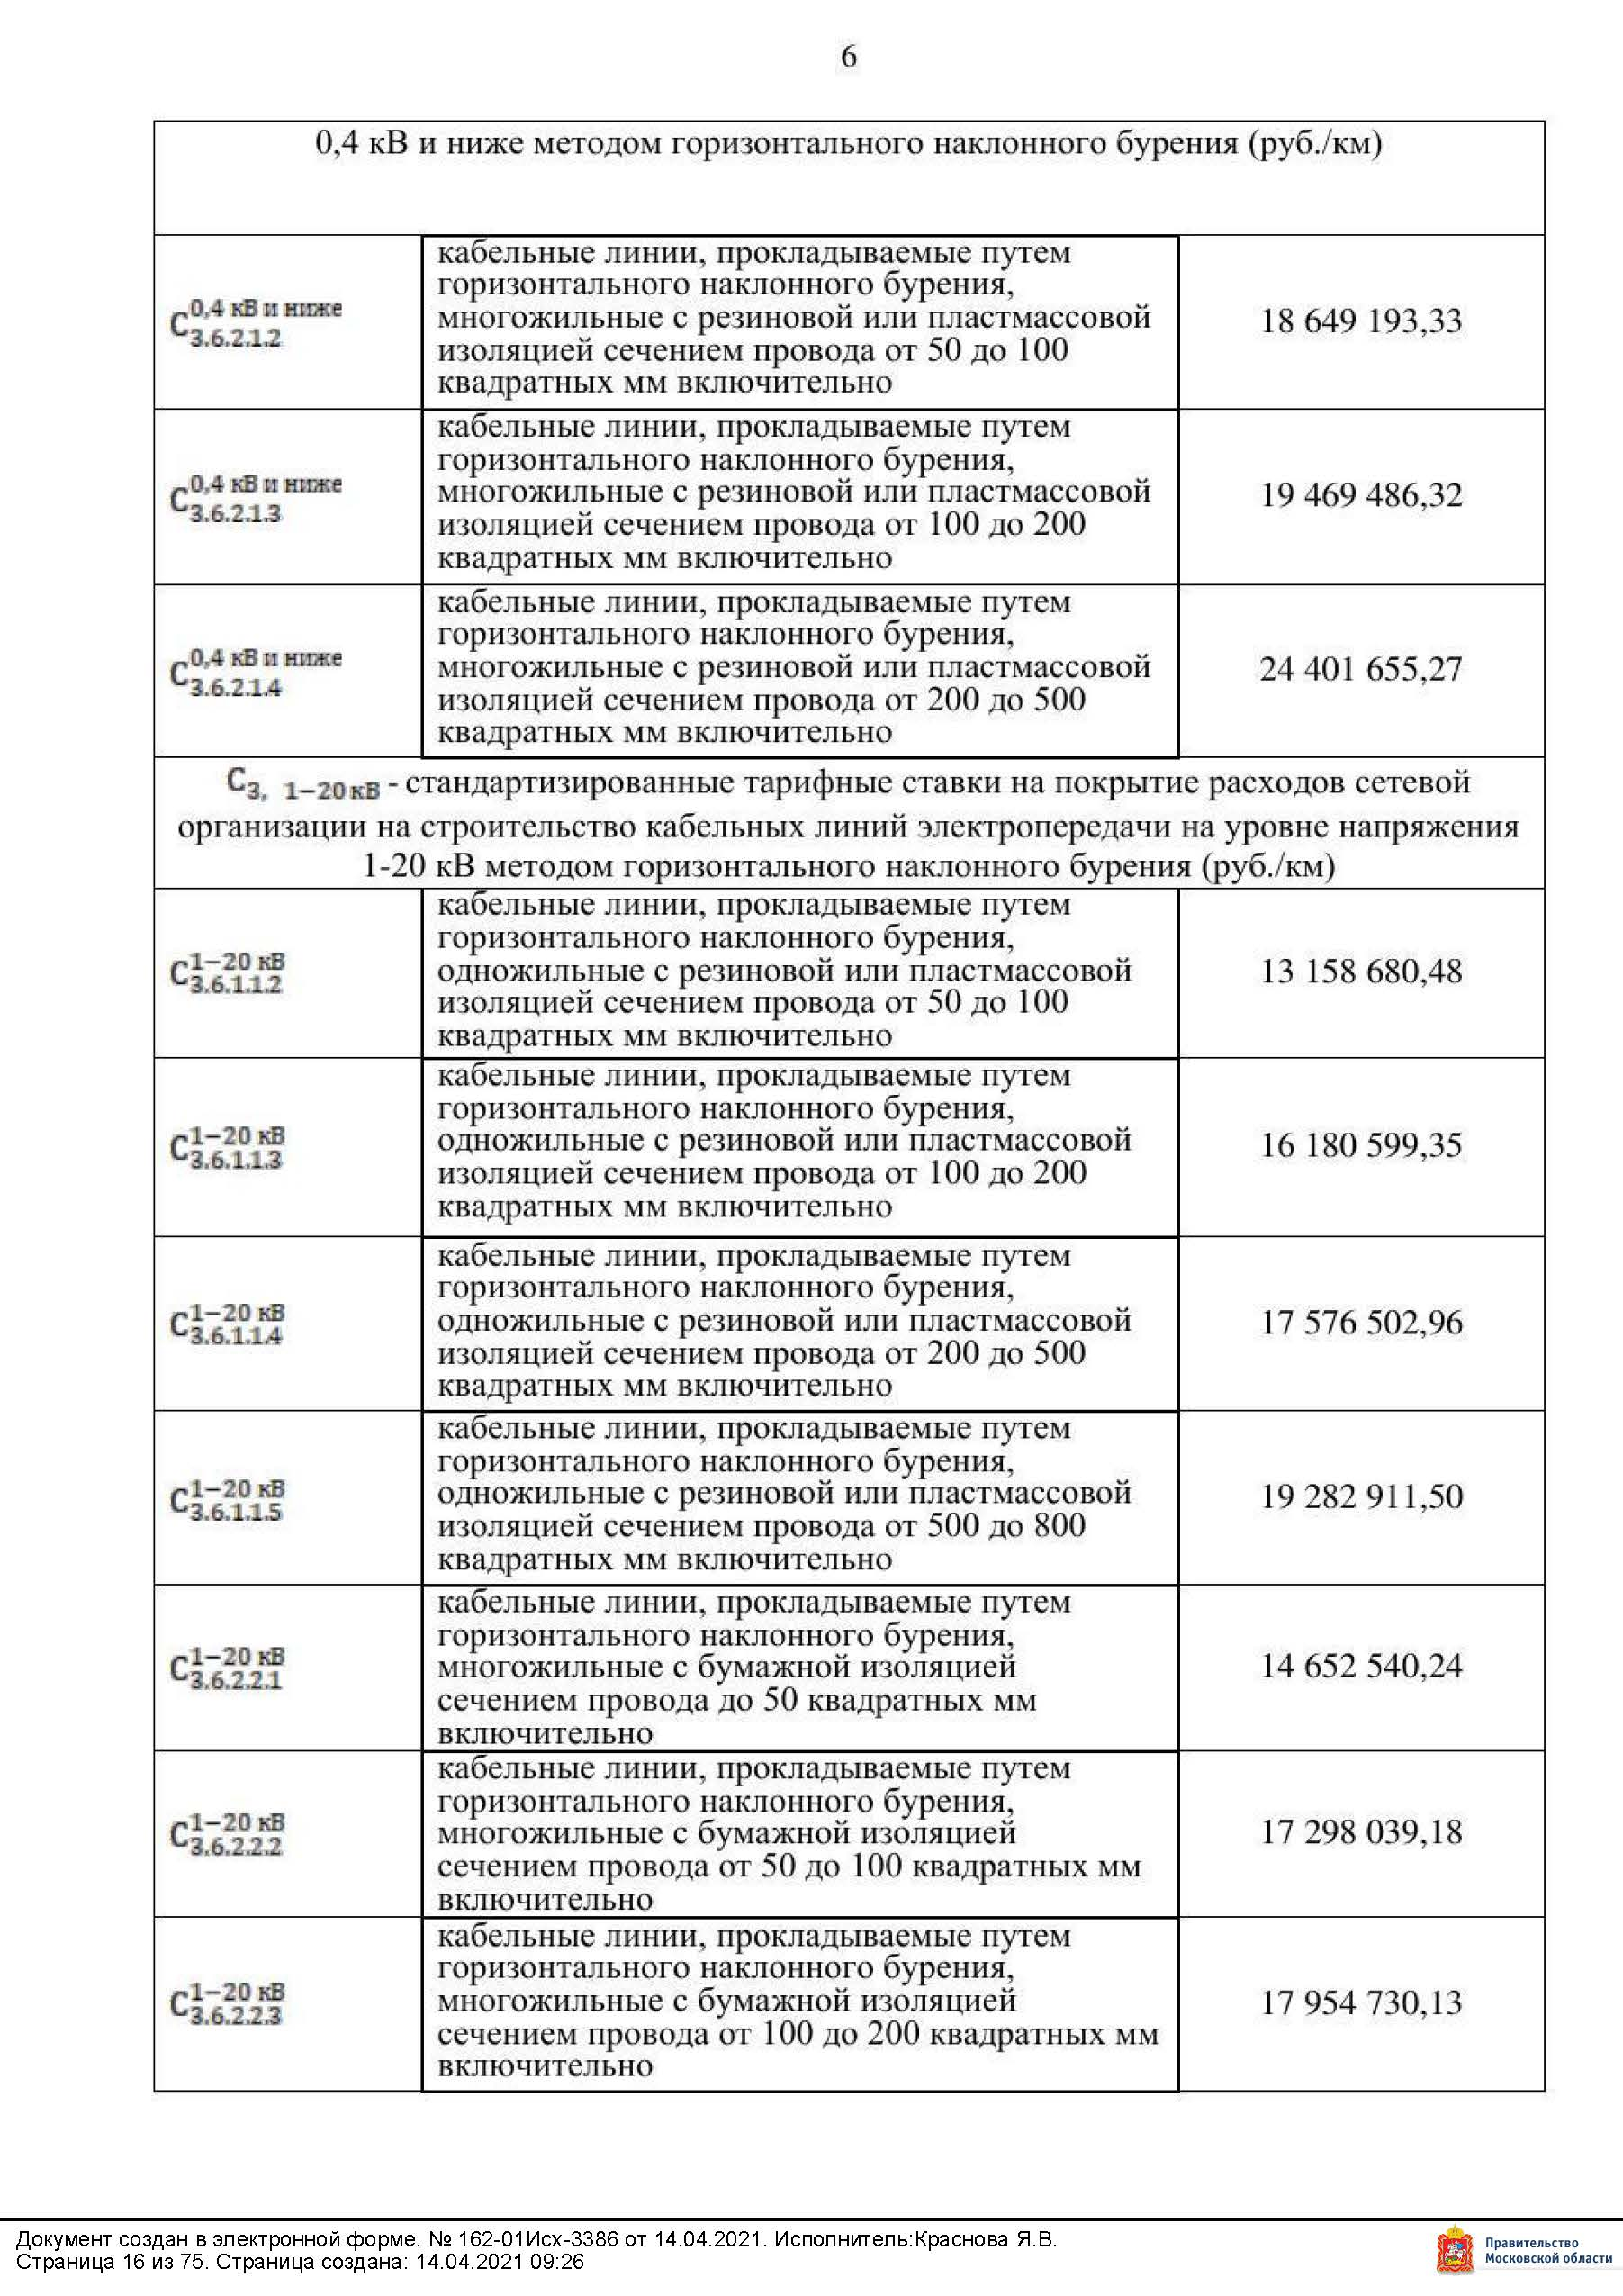 6
0,4 кВ и ниже методом горизонтального наклонного бурения (руб./км)
С 0,4 кВ и ниже 3.6.2.1.2
кабельные линии, прокладываемые путем
горизонтального наклонного бурения,
многожильные с резиновой или пластмассовой
изоляцией сечением провода от 50 до 100
квадратных мм включительно
18 649 193,33
С 0,4 кВ и ниже 3.6.2.1.3
кабельные линии, прокладываемые путем
горизонтального наклонного бурения,
многожильные с резиновой или пластмассовой
изоляцией сечением провода от 100 до 200
квадратных мм включительно
19 469 486,32
С 0,4 кВ и ниже 3.6.2.1.4
кабельные линии, прокладываемые путем
горизонтального наклонного бурения,
многожильные с резиновой или пластмассовой
изоляцией сечением провода от 200 до 500
квадратных мм включительно
24 401 655,27
С3, 1–20 кВ - стандартизированные тарифные ставки на покрытие расходов сетевой
организации на строительство кабельных линий электропередачи на уровне напряжения
1-20 кВ методом горизонтального наклонного бурения (руб./км)
С 1–20 кВ 3.6.1.1.2
кабельные линии, прокладываемые путем
горизонтального наклонного бурения,
одножильные с резиновой или пластмассовой
изоляцией сечением провода от 50 до 100
квадратных мм включительно
13 158 680,48
С 1–20 кВ 3.6.1.1.3
кабельные линии, прокладываемые путем
горизонтального наклонного бурения,
одножильные с резиновой или пластмассовой
изоляцией сечением провода от 100 до 200
квадратных мм включительно
16 180 599,35
С 1–20 кВ 3.6.1.1.4
кабельные линии, прокладываемые путем
горизонтального наклонного бурения,
одножильные с резиновой или пластмассовой
изоляцией сечением провода от 200 до 500
квадратных мм включительно
17 576 502,96
С 1–20 кВ 3.6.1.1.5
кабельные линии, прокладываемые путем
горизонтального наклонного бурения,
одножильные с резиновой или пластмассовой
изоляцией сечением провода от 500 до 800
квадратных мм включительно
19 282 911,50
С 1–20 кВ 3.6.2.2.1
кабельные линии, прокладываемые путем
горизонтального наклонного бурения,
многожильные с бумажной изоляцией
сечением провода до 50 квадратных мм
включительно
14 652 540,24
С 1–20 кВ 3.6.2.2.2
кабельные линии, прокладываемые путем
горизонтального наклонного бурения,
многожильные с бумажной изоляцией
сечением провода от 50 до 100 квадратных мм
включительно
17 298 039,18
С 1–20 кВ 3.6.2.2.3
кабельные линии, прокладываемые путем
горизонтального наклонного бурения,
многожильные с бумажной изоляцией
сечением провода от 100 до 200 квадратных мм
включительно
17 954 730,13
Документ создан в электронной форме. № 162-01Исх-3386 от 14.04.2021. Исполнитель:Краснова Я.В.
Страница 16 из 75. Страница создана: 14.04.2021 09:26
Правительство
Московской области